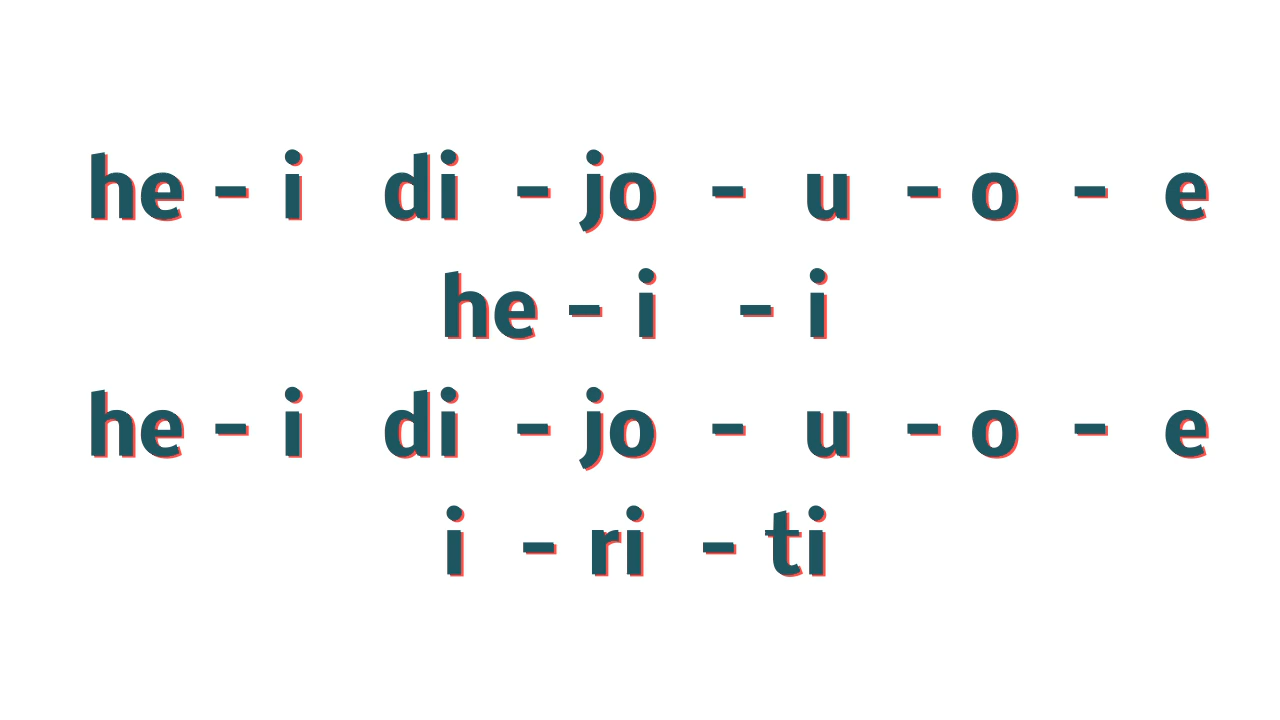 he - i di - jo - u - o - e
he - i - i
he - i di - jo - u - o - e
i - ri - ti